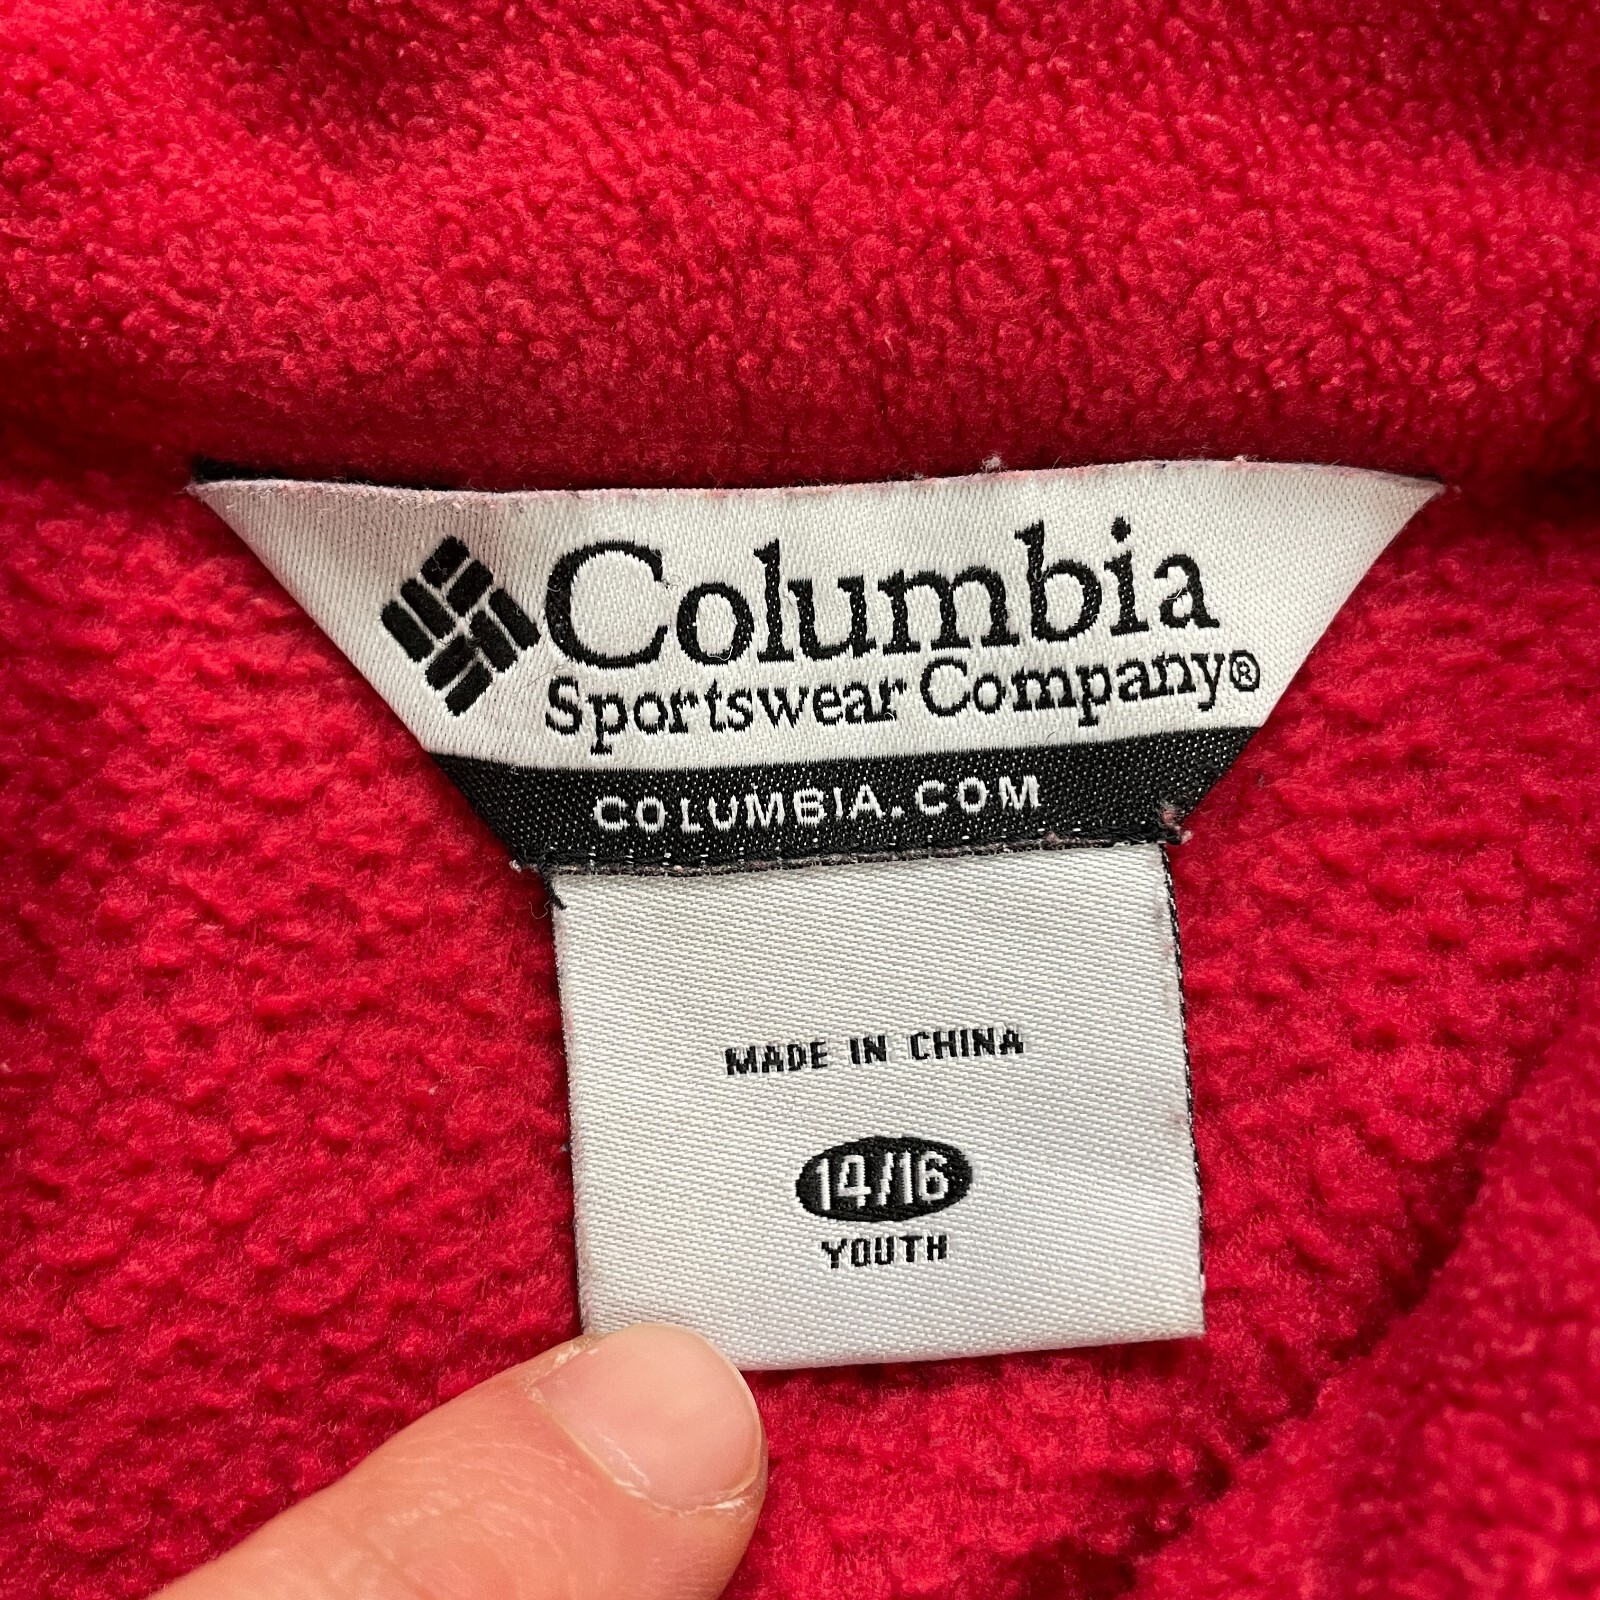 Columbia
Sportswear Company®
COLUMBIA.COM
MADE IN CHINA
14/16
YOUTH